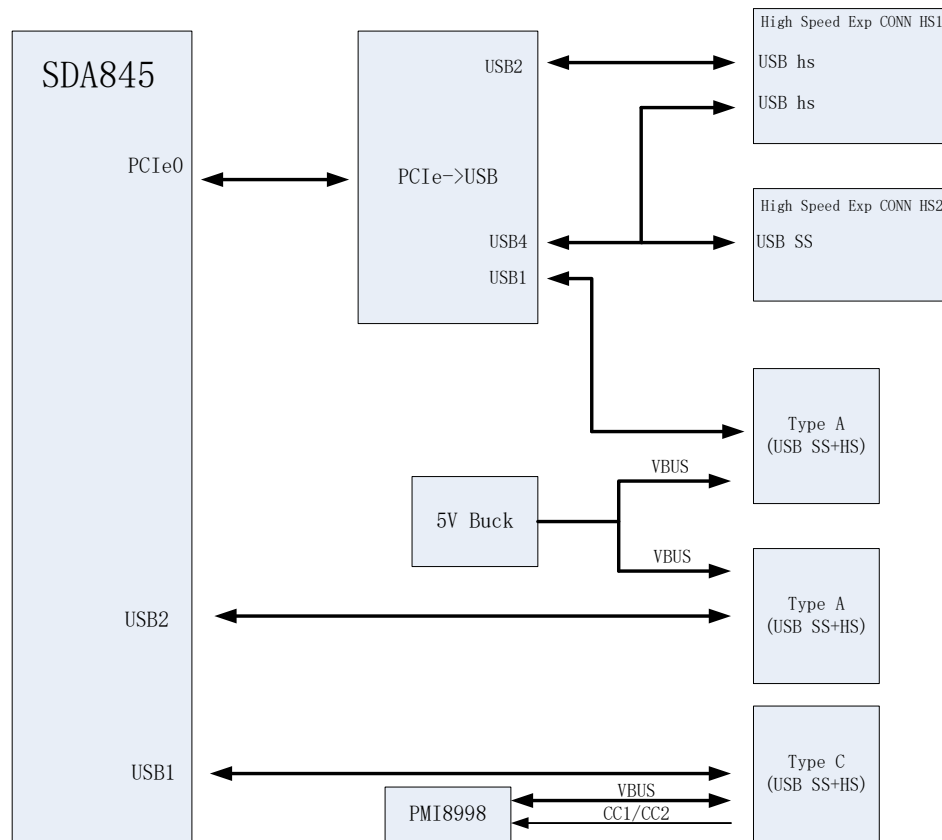 High Speed Exp CONN HS1
SDA845
USB2
USB hs
USB hs
PCIe0
PCIe->USB
High Speed Exp CONN HS2
USB4
USB SS
USB1
Type A
(USB SS+HS)
VBUS
5V Buck
VBUS
Type A
(USB SS+HS)
USB2
Type C
(USB SS+HS)
USB1
VBUS
PMI8998
CC1/CC2